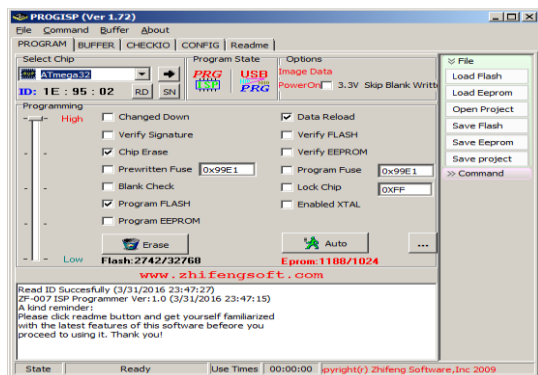 PROGISP (Ver 1.72)
File Command Buffer About
PROGRAM BUFFER CHECKIO CONFIG Readme
Select Chip Program State Options
ATmega32 PRG USB Image Data
ISP PRG PowerOn 3.3V Skip Blank Writt
ID: 1E : 95 : 02 RD SN
Programming
High Changed Down Data Reload
Verify Signature Verify FLASH
Chip Erase Verify EEPROM
Prewritten Fuse 0x99E1 Program Fuse 0x99E1
Blank Check Lock Chip 0XFF
Program FLASH Enabled XTAL
Program EEPROM
Erase Auto ...
Low Flash:2742/32768 Eprom:1188/1024
www.zhifengsoft.com
File
Load Flash
Load Eeprom
Open Project
Save Flash
Save Eeprom
Save project
Command
Read ID Succesfully (3/31/2016 23:47:27)
ZF-007 ISP Programmer Ver:1.0 (3/31/2016 23:47:15)
A kind reminder:
Please click readme button and get yourself familiarized
with the latest features of this software befeore you
proceed to using it. Thank you!
State Ready Use Times 00:00:00 opyright(r) Zhifeng Software,Inc 2009